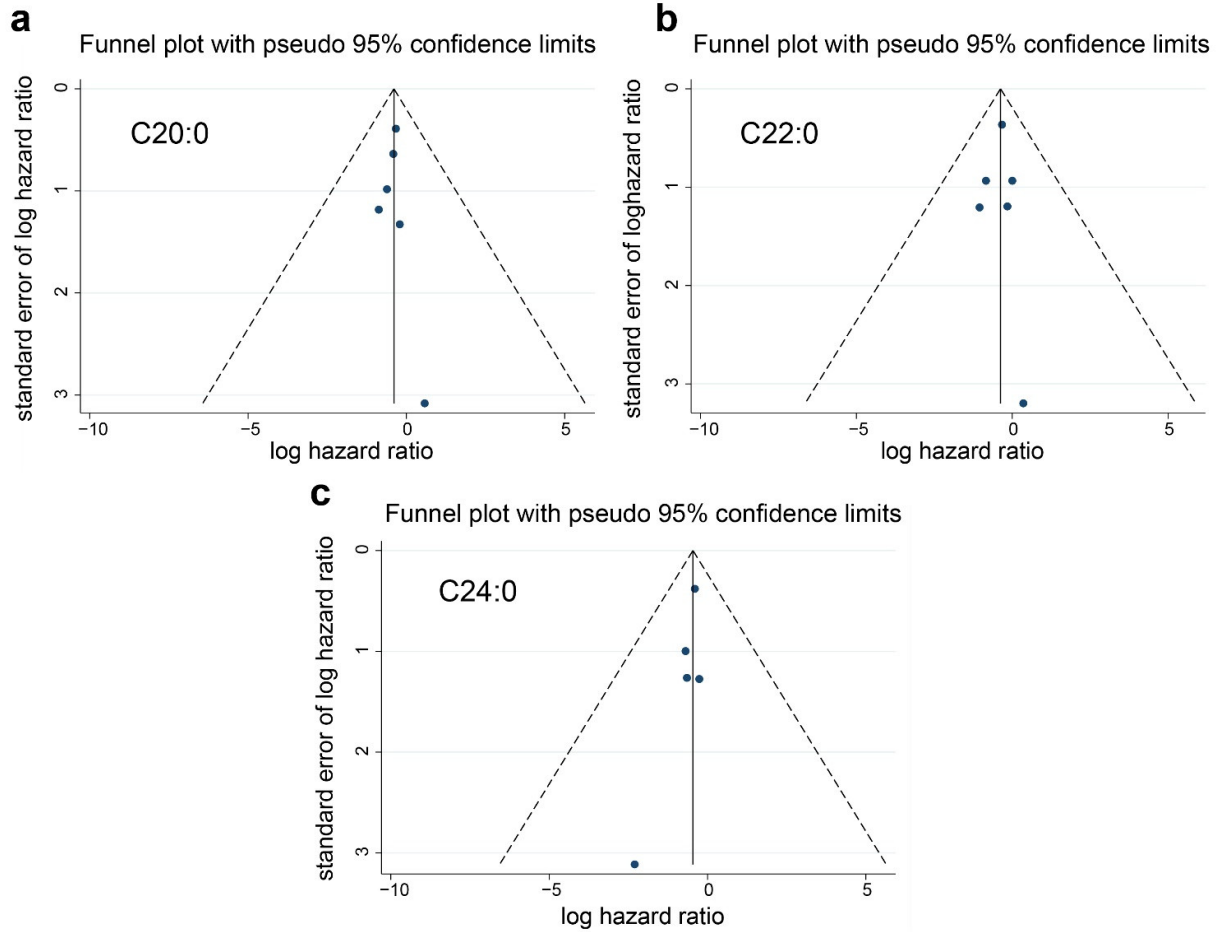 a
Funnel plot with pseudo 95% confidence limits
standard error of log hazard ratio
0
1
2
3
C20:0
−10
−5
0
5
log hazard ratio
b
Funnel plot with pseudo 95% confidence limits
standard error of loghazard ratio
0
1
2
3
C22:0
−10
−5
0
5
log hazard ratio
c
Funnel plot with pseudo 95% confidence limits
standard error of log hazard ratio
0
1
2
3
C24:0
−10
−5
0
5
log hazard ratio